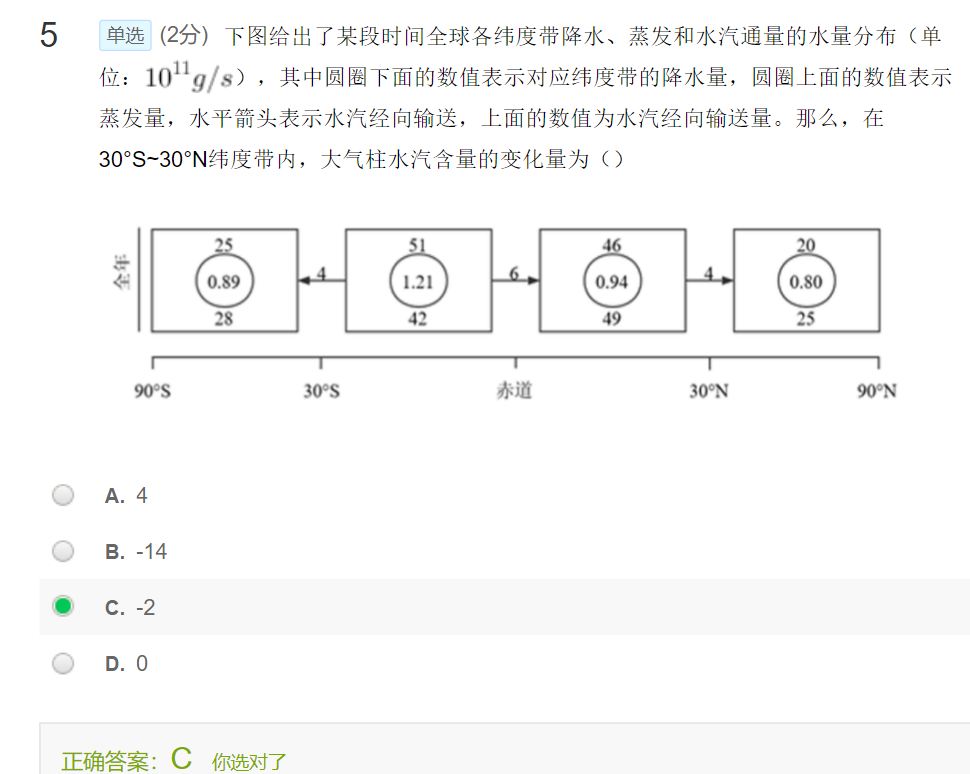 5 单选 (2分) 下图给出了某段时间全球各纬度带降水、蒸发和水汽通量的水量分布（单
位：10¹¹g/s），其中圆圈下面的数值表示对应纬度带的降水量，圆圈上面的数值表示
蒸发量，水平箭头表示水汽经向输送，上面的数值为水汽经向输送量。那么，在
30°S~30°N纬度带内，大气柱水汽含量的变化量为（）
全年
25 51 46 20
0.89 4 1.21 6 0.94 4 0.80
28 42 49 25
90°S 30°S 赤道 30°N 90°N
A. 4
B. -14
C. -2
D. 0
正确答案：C 你选对了